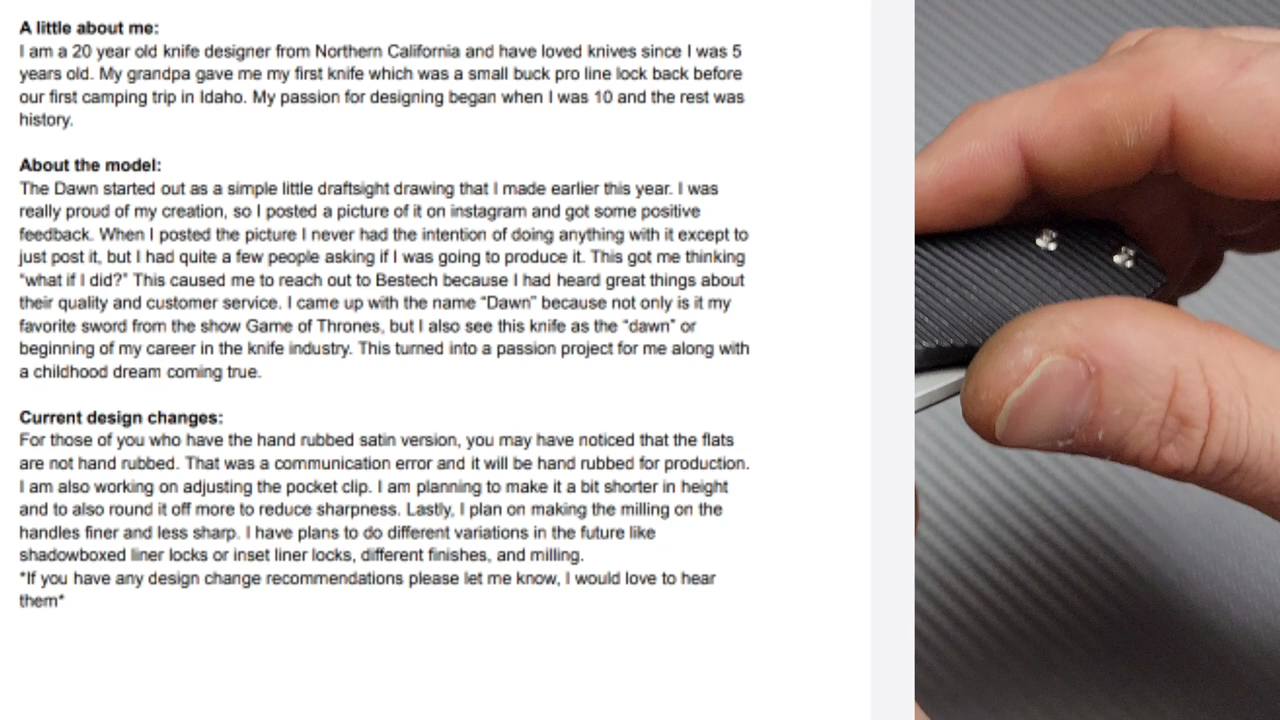 A little about me:
I am a 20 year old knife designer from Northern California and have loved knives since I was 5
years old. My grandpa gave me my first knife which was a small buck pro line lock back before
our first camping trip in Idaho. My passion for designing began when I was 10 and the rest was
history.
About the model:
The Dawn started out as a simple little draftsight drawing that I made earlier this year. I was
really proud of my creation, so I posted a picture of it on instagram and got some positive
feedback. When I posted the picture I never had the intention of doing anything with it except to
just post it, but I had quite a few people asking if I was going to produce it. This got me thinking
"what if I did?" This caused me to reach out to Bestech because I had heard great things about
their quality and customer service. I came up with the name “Dawn” because not only is it my
favorite sword from the show Game of Thrones, but I also see this knife as the “dawn” or
beginning of my career in the knife industry. This turned into a passion project for me along with
a childhood dream coming true.
Current design changes:
For those of you who have the hand rubbed satin version, you may have noticed that the flats
are not hand rubbed. That was a communication error and it will be hand rubbed for production.
I am also working on adjusting the pocket clip. I am planning to make it a bit shorter in height
and to also round it off more to reduce sharpness. Lastly, I plan on making the milling on the
handles finer and less sharp. I have plans to do different variations in the future like
shadowboxed liner locks or inset liner locks, different finishes, and milling.
*If you have any design change recommendations please let me know, I would love to hear
them*